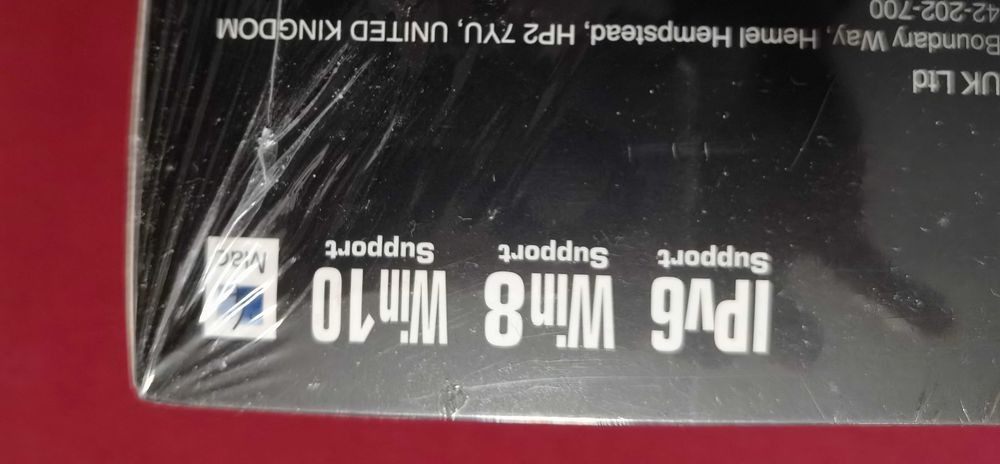 IPv6 Win8 Win10
Support Support Support Mac
UK Ltd
Boundary Way, Hemel Hempstead, HP2 7YU, UNITED KINGDOM
42-202-700